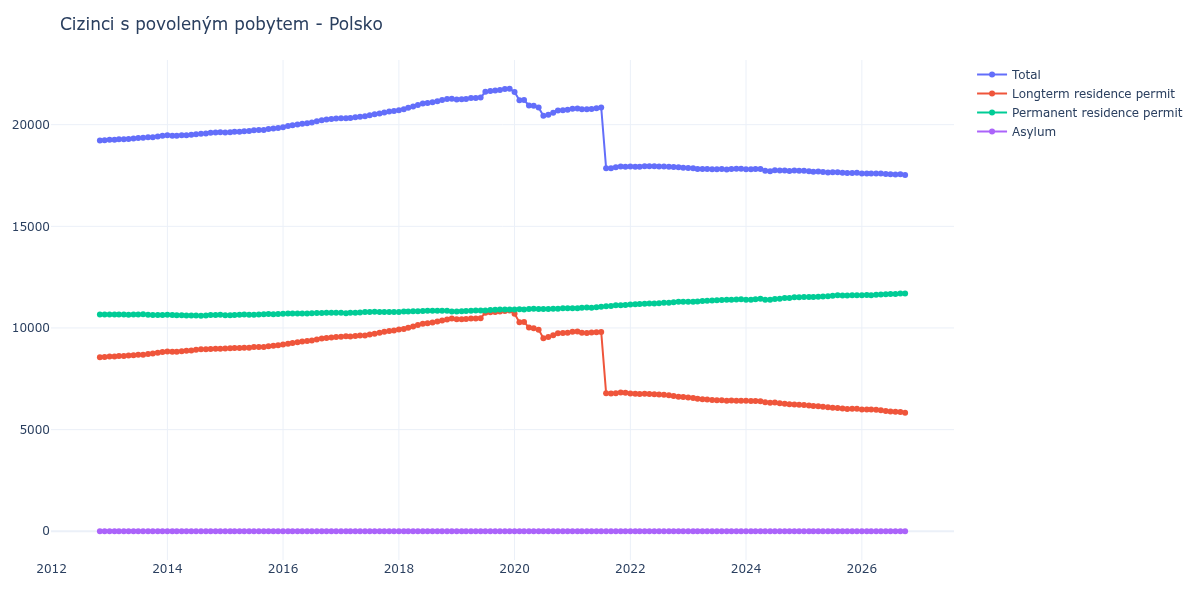 Cizinci s povoleným pobytem - Polsko
Total
Longterm residence permit
Permanent residence permit
Asylum
20000
15000
10000
5000
0
2012
2014
2016
2018
2020
2022
2024
2026